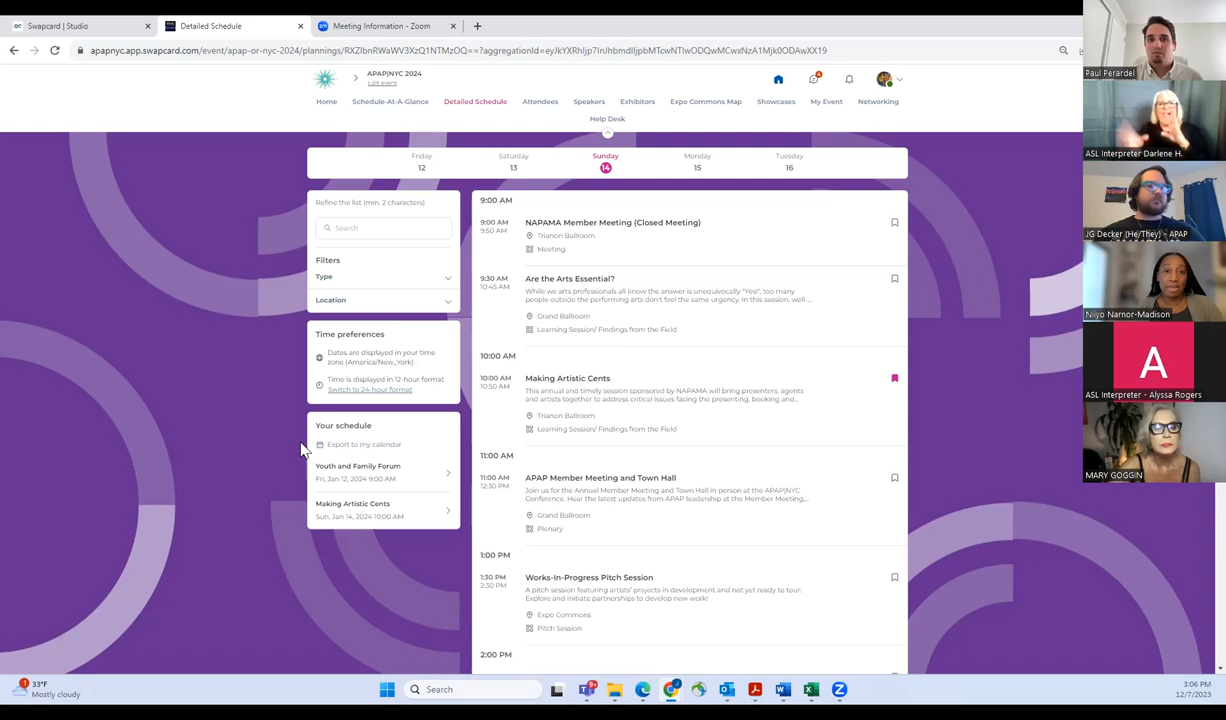 Swapcard | Studio
Detailed Schedule
Meeting Information - Zoom
APAP|NYC 2024
Edit event
Home
Schedule-At-A-Glance
Detailed Schedule
Attendees
Speakers
Exhibitors
Expo Commons Map
Showcases
My Event
Networking
Help Desk
Friday
12
Saturday
13
Sunday
14
Monday
15
Tuesday
16
Refine the list (min. 2 characters)
Search
Filters
Type
Location
Time preferences
Dates are displayed in your time
zone (America/New_York)
Time is displayed in 12-hour format
Switch to 24-hour format
Your schedule
Export to my calendar
Youth and Family Forum
Fri, Jan 12, 2024 9:00 AM
Making Artistic Cents
Sun, Jan 14, 2024 10:00 AM
9:00 AM
9:00 AM
9:50 AM
NAPAMA Member Meeting (Closed Meeting)
Trianon Ballroom
Meeting
9:30 AM
10:45 AM
Are the Arts Essential?
While we arts professionals all know the answer is unequivocally "Yes!", too many
people outside the performing arts don't feel the same urgency. In this session, well-...
Grand Ballroom
Learning Session/ Findings from the Field
10:00 AM
10:00 AM
10:50 AM
Making Artistic Cents
This annual and timely session sponsored by NAPAMA will bring presenters, agents
and artists together to address critical issues facing the presenting, booking and...
Trianon Ballroom
Learning Session/ Findings from the Field
11:00 AM
11:00 AM
12:30 PM
APAP Member Meeting and Town Hall
Join us for the Annual Member Meeting and Town Hall in person at the APAP|NYC
Conference. Hear the latest updates from APAP leadership at the Member Meeting,...
Grand Ballroom
Plenary
1:00 PM
1:30 PM
2:30 PM
Works-In-Progress Pitch Session
A pitch session featuring artists' projects in development and not yet ready to tour:
Explore and initiate partnerships to develop new work!
Expo Commons
Pitch Session
2:00 PM
Paul Perardel
ASL Interpreter Darlene H.
JG Decker (He/They) - APAP
Niiyo Narnor-Madison
A
ASL Interpreter - Alyssa Rogers
MARY GOGGIN
1
33°F
Mostly cloudy
Search
9+
3:06 PM
12/7/2023